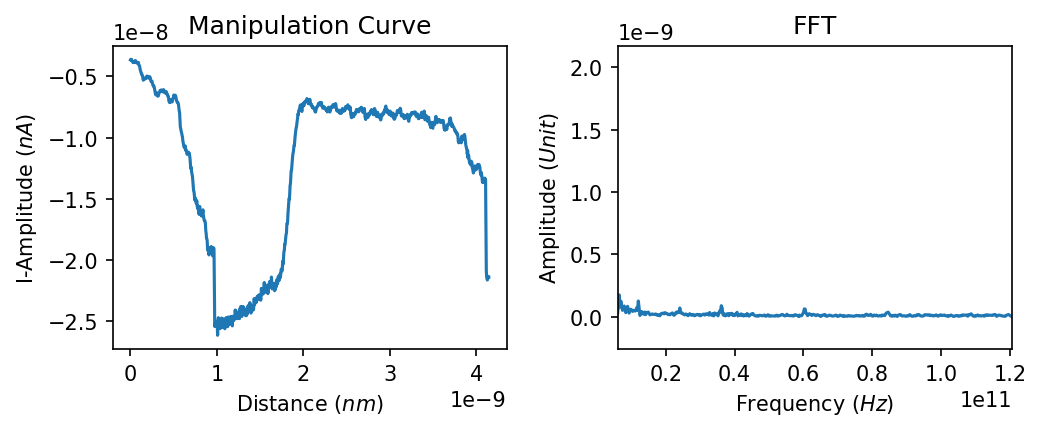 Manipulation Curve
1e−8
I-Amplitude (nA)
−0.5
−1.0
−1.5
−2.0
−2.5
0 1 2 3 4
1e−9
Distance (nm)
FFT
1e−9
Amplitude (Unit)
2.0
1.5
1.0
0.5
0.0
0.2 0.4 0.6 0.8 1.0 1.2
1e11
Frequency (Hz)